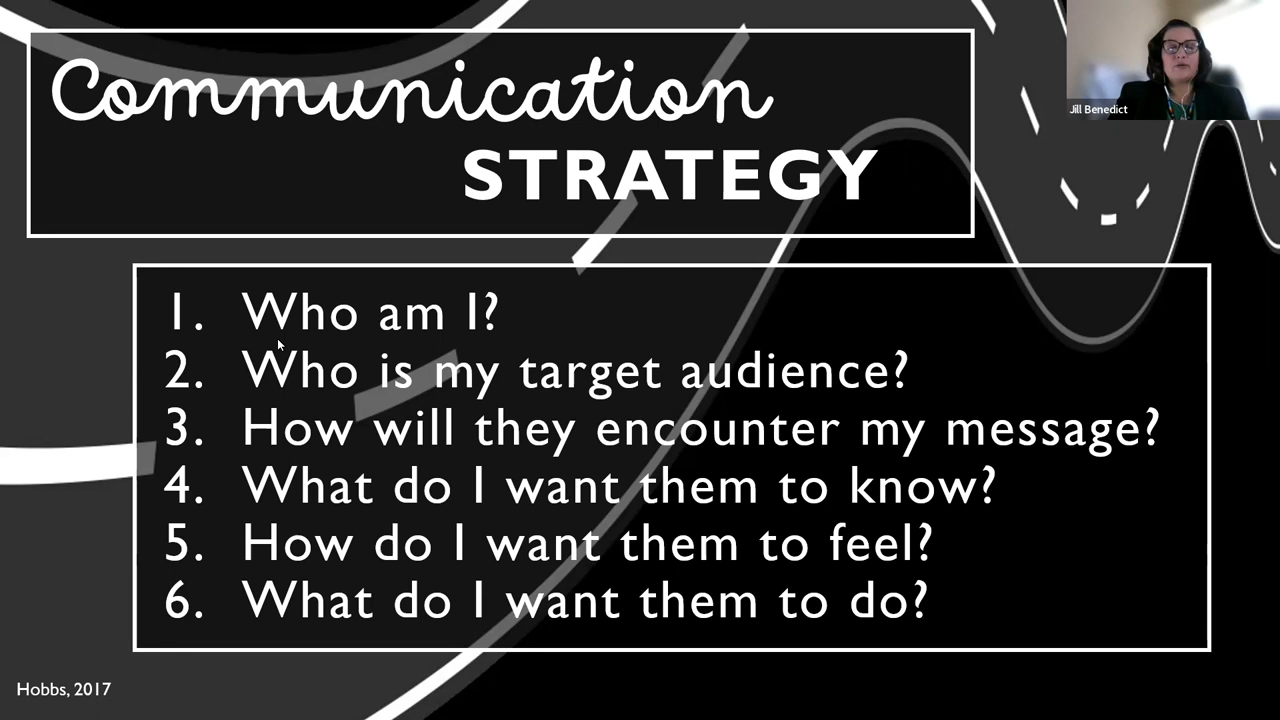 Communication
STRATEGY
Jill Benedict
1. Who am I?
2. Who is my target audience?
3. How will they encounter my message?
4. What do I want them to know?
5. How do I want them to feel?
6. What do I want them to do?
Hobbs, 2017